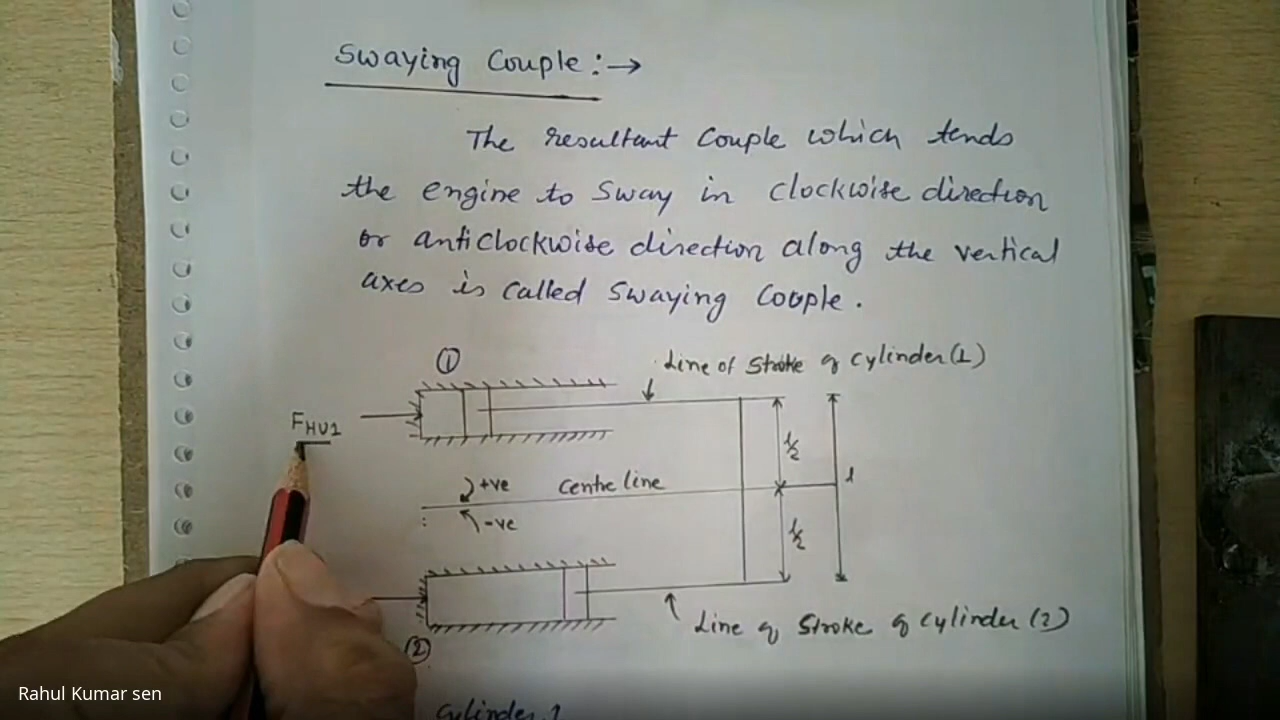 Swaying Couple :→
The resultant Couple which tends
the engine to Sway in clockwise direction
or anticlockwise direction along the vertical
axes is called Swaying Couple.
①
Line of Stroke of cylinder (1)
FHU1
l/2
+ve
Centre line
l
-ve
l/2
②
Line of Stroke of cylinder (2)
Rahul Kumar sen
Cylinder 1